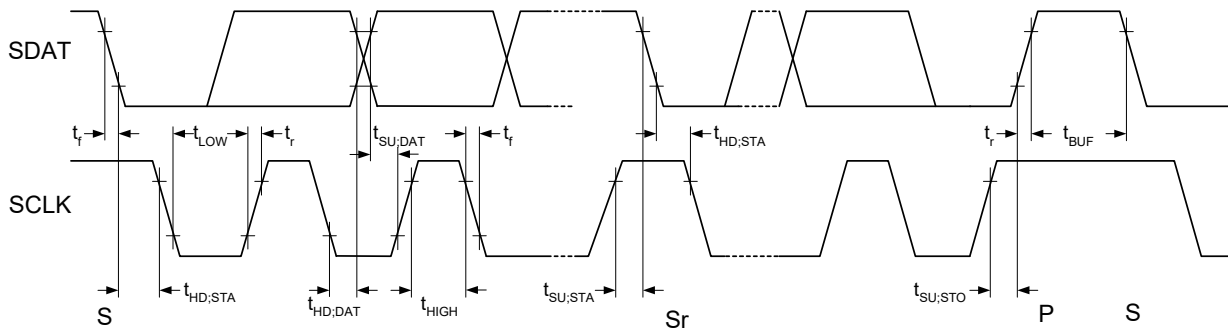 SDAT
t_f t_LOW t_r t_SU;DAT t_f t_HD;STA t_r t_BUF
SCLK
t_HD;STA t_HD;DAT t_HIGH t_SU;STA t_SU;STO
S Sr P S